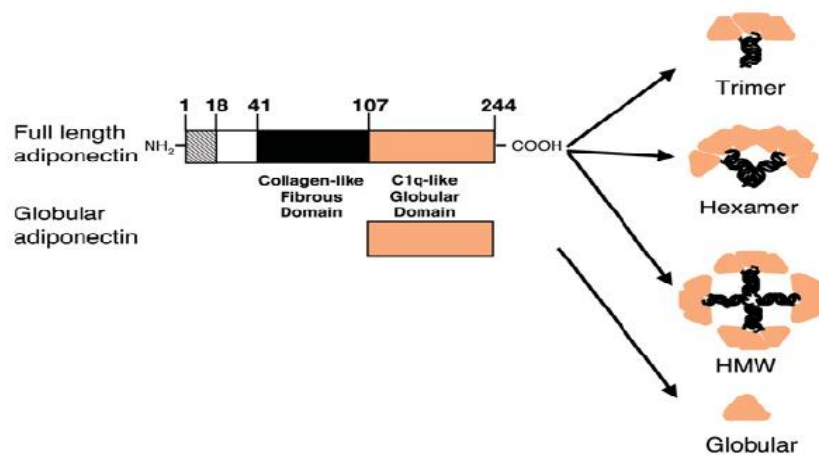 1 18 41 107 244
Full length
adiponectin
NH2
COOH
Collagen-like
Fibrous
Domain
C1q-like
Globular
Domain
Globular
adiponectin
Trimer
Hexamer
HMW
Globular